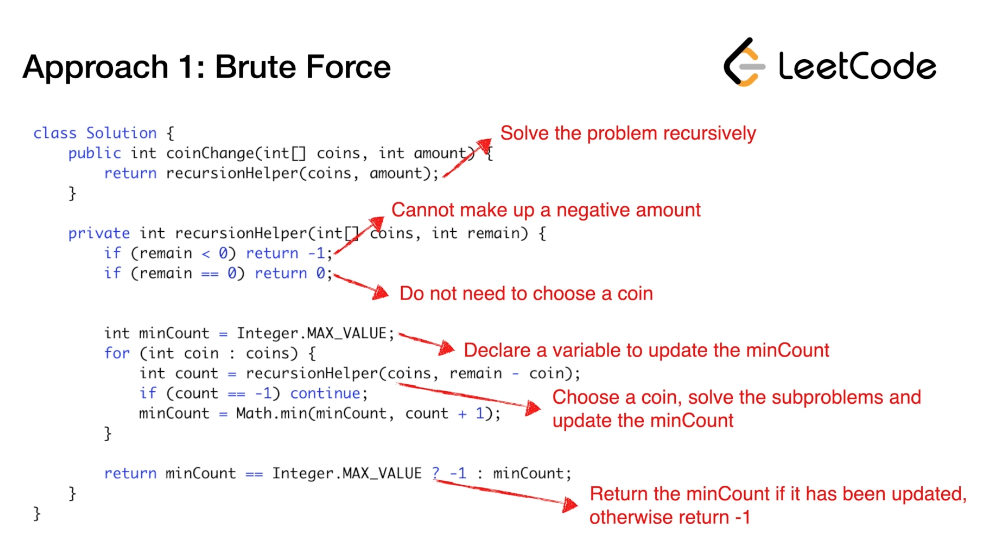 Approach 1: Brute Force
LeetCode
class Solution {
Solve the problem recursively
public int coinChange(int[] coins, int amount) {
return recursionHelper(coins, amount);
}
Cannot make up a negative amount
private int recursionHelper(int[] coins, int remain) {
if (remain < 0) return -1;
if (remain == 0) return 0;
Do not need to choose a coin
int minCount = Integer.MAX_VALUE;
Declare a variable to update the minCount
for (int coin : coins) {
int count = recursionHelper(coins, remain - coin);
if (count == -1) continue;
Choose a coin, solve the subproblems and
update the minCount
minCount = Math.min(minCount, count + 1);
}
return minCount == Integer.MAX_VALUE ? -1 : minCount;
Return the minCount if it has been updated,
otherwise return -1
}
}